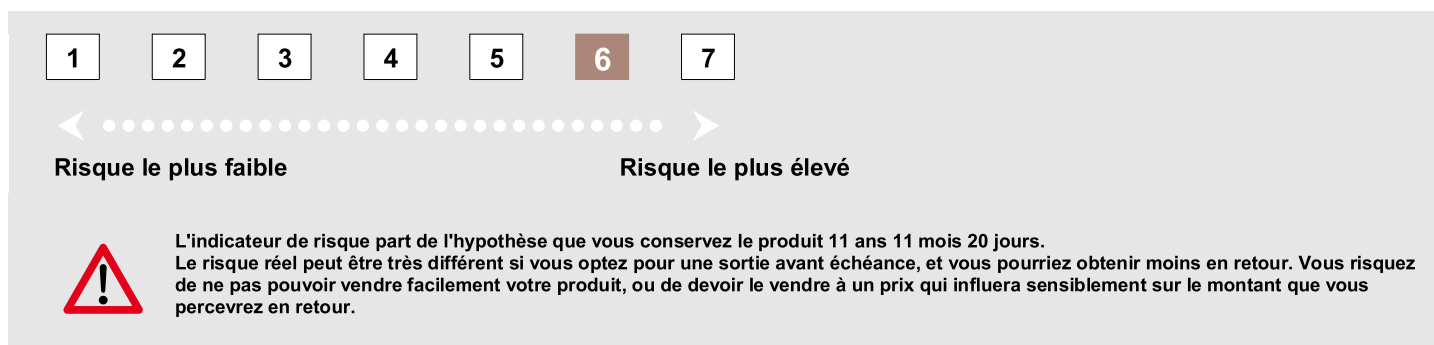 1 2 3 4 5 6 7
Risque le plus faible Risque le plus élevé
!
L'indicateur de risque part de l'hypothèse que vous conservez le produit 11 ans 11 mois 20 jours.
Le risque réel peut être très différent si vous optez pour une sortie avant échéance, et vous pourriez obtenir moins en retour. Vous risquez
de ne pas pouvoir vendre facilement votre produit, ou de devoir le vendre à un prix qui influera sensiblement sur le montant que vous
percevrez en retour.